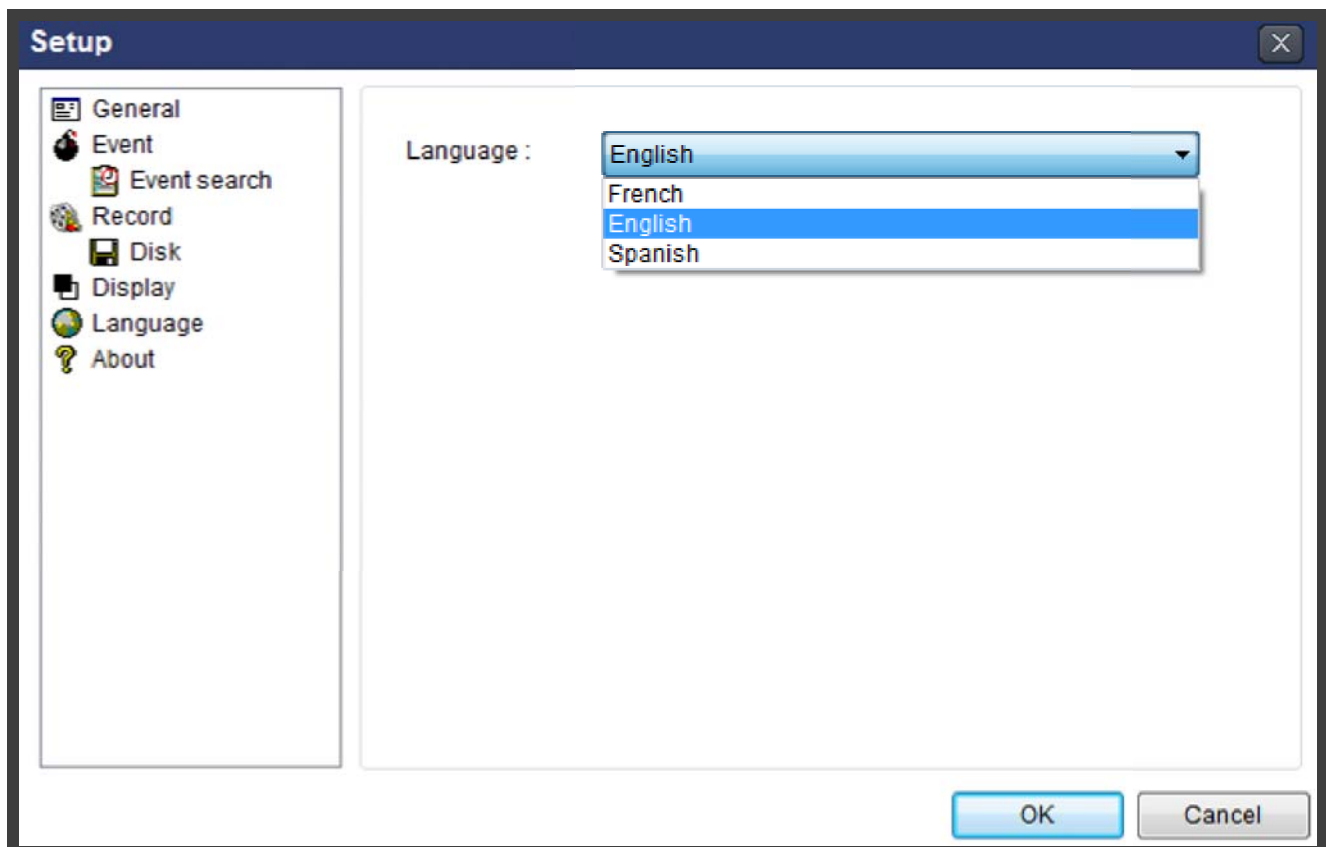 Setup
General
Event
Event search
Record
Disk
Display
Language
About
Language :
English
French
English
Spanish
OK
Cancel